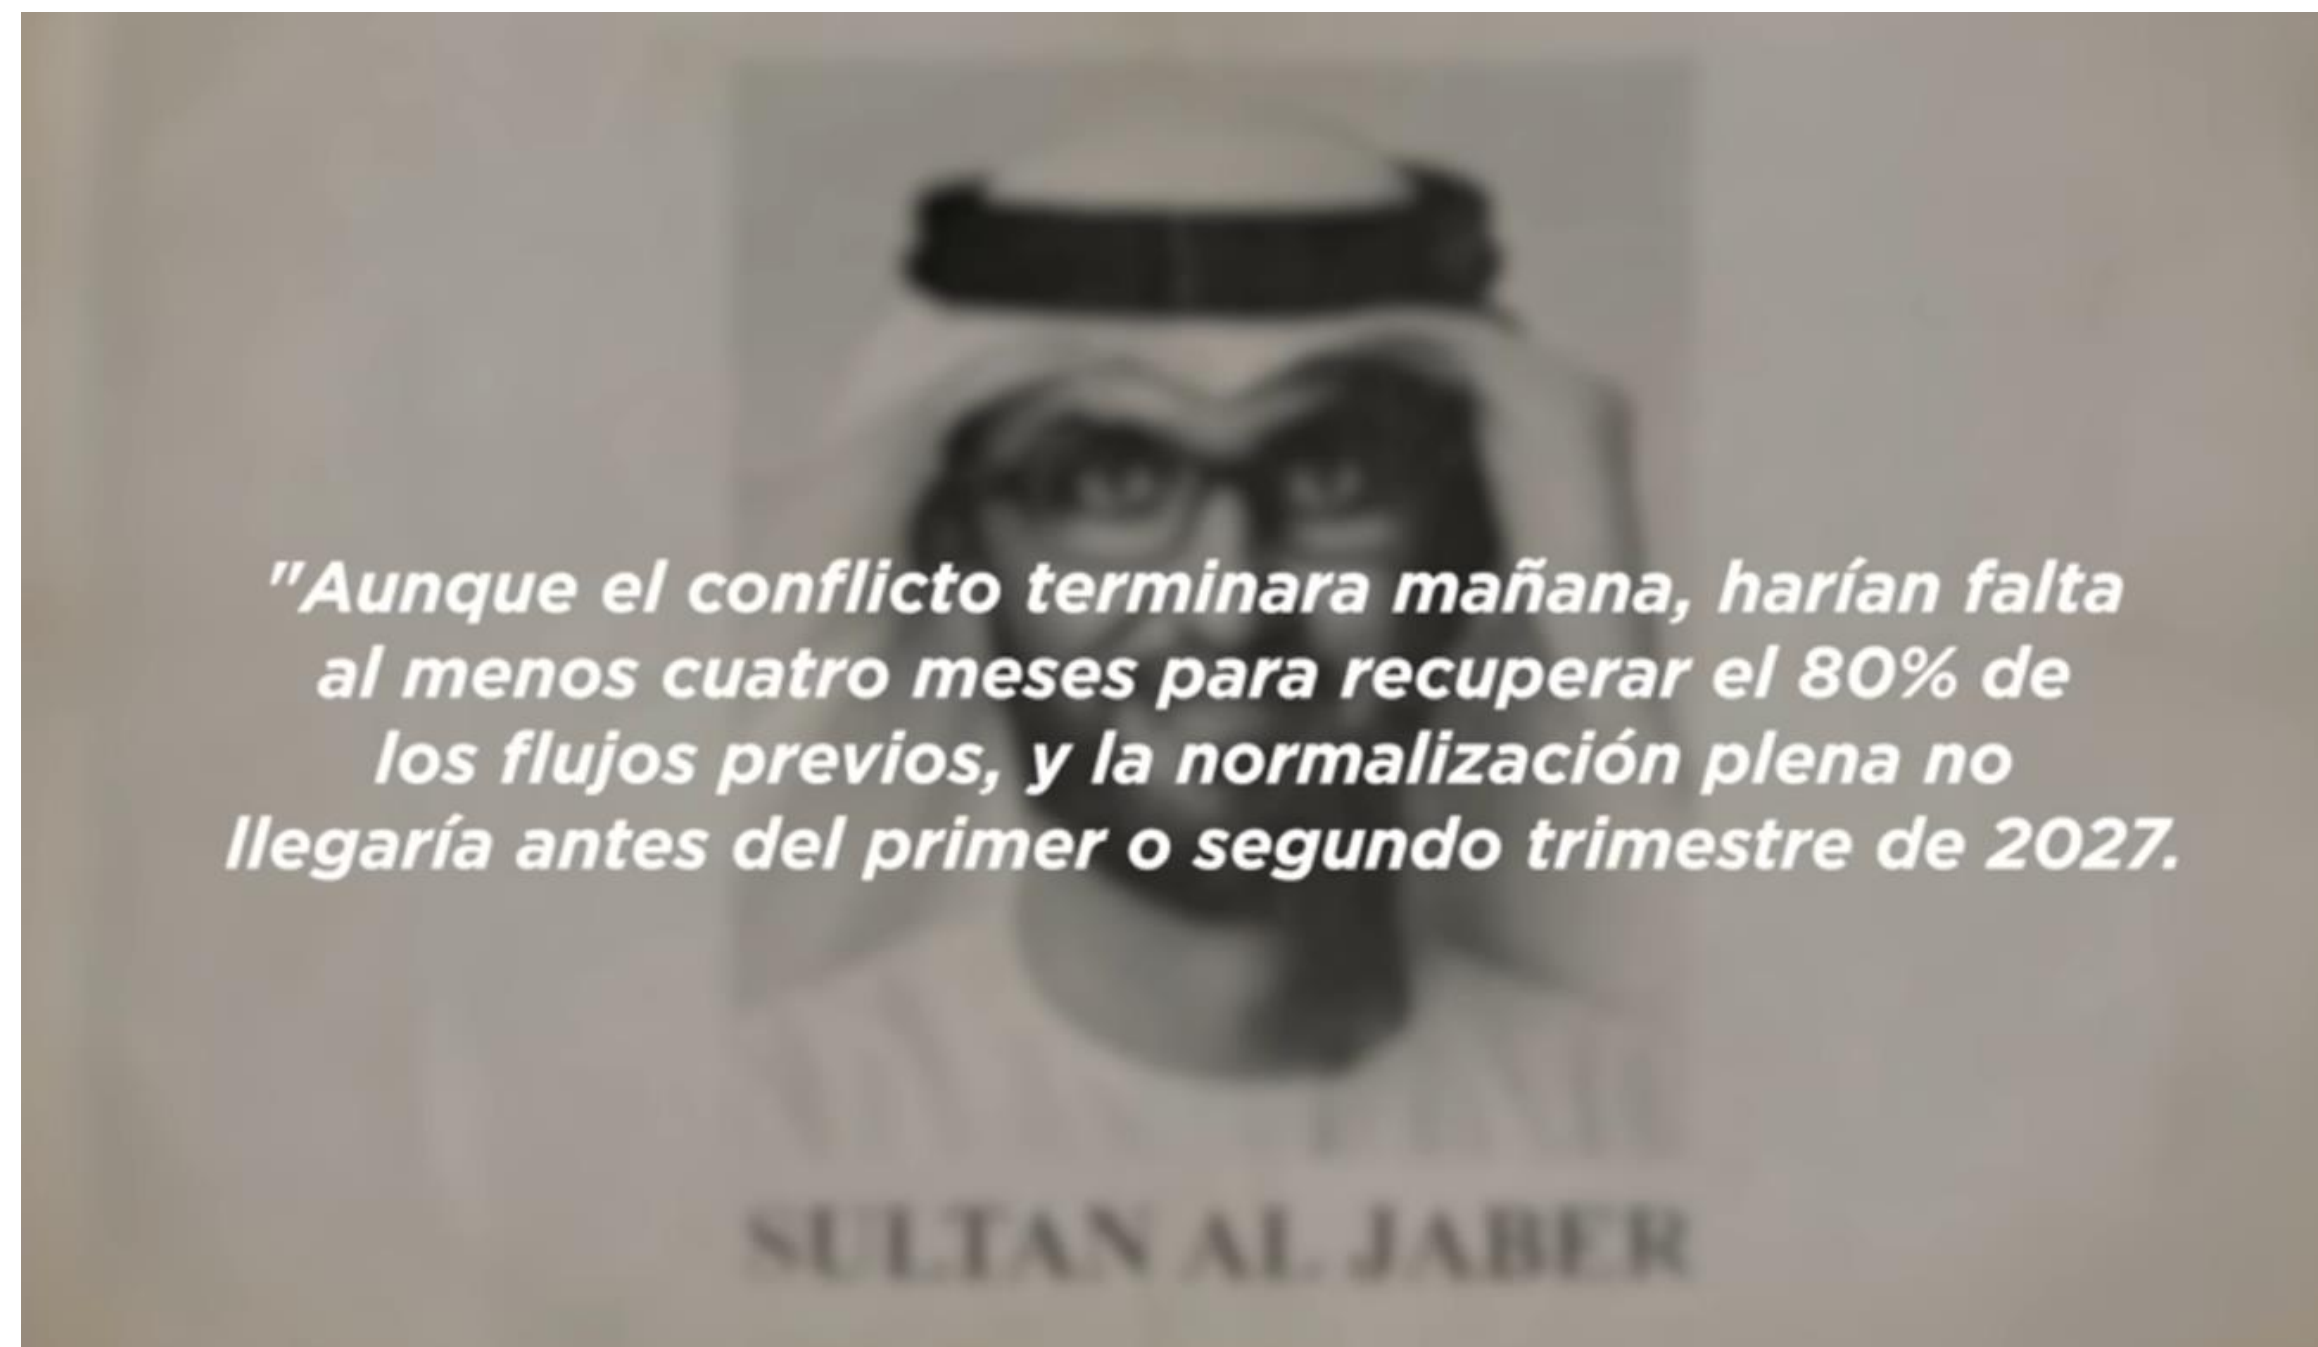 "Aunque el conflicto terminara mañana, harían falta
al menos cuatro meses para recuperar el 80% de
los flujos previos, y la normalización plena no
llegaría antes del primer o segundo trimestre de 2027.
SULTAN AL JABER